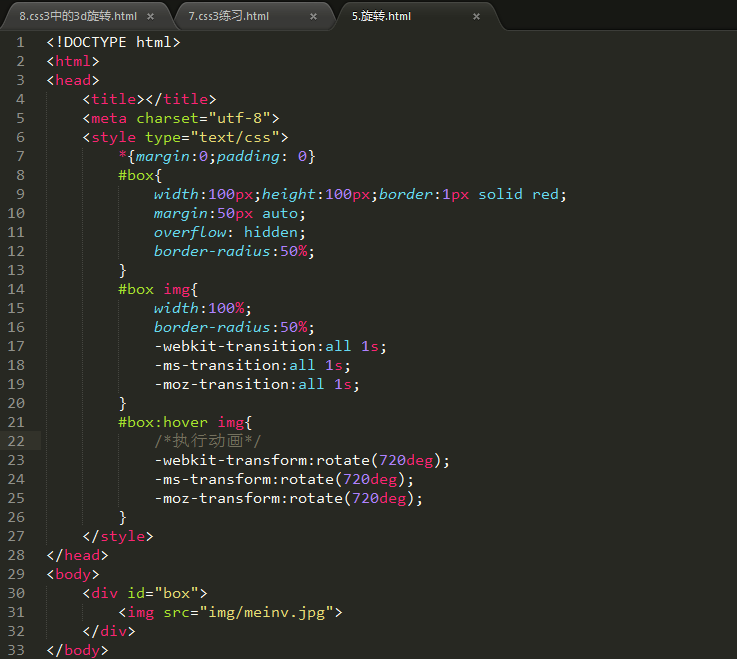 8.css3中的3d旋转.html × 7.css3练习.html × 5.旋转.html ×
1 <!DOCTYPE html>
2 <html>
3 <head>
4 <title></title>
5 <meta charset="utf-8">
6 <style type="text/css">
7 *{margin:0;padding: 0}
8 #box{
9 width:100px;height:100px;border:1px solid red;
10 margin:50px auto;
11 overflow: hidden;
12 border-radius:50%;
13 }
14 #box img{
15 width:100%;
16 border-radius:50%;
17 -webkit-transition:all 1s;
18 -ms-transition:all 1s;
19 -moz-transition:all 1s;
20 }
21 #box:hover img{
22 /*执行动画*/
23 -webkit-transform:rotate(720deg);
24 -ms-transform:rotate(720deg);
25 -moz-transform:rotate(720deg);
26 }
27 </style>
28 </head>
29 <body>
30 <div id="box">
31 <img src="img/meinv.jpg">
32 </div>
33 </body>